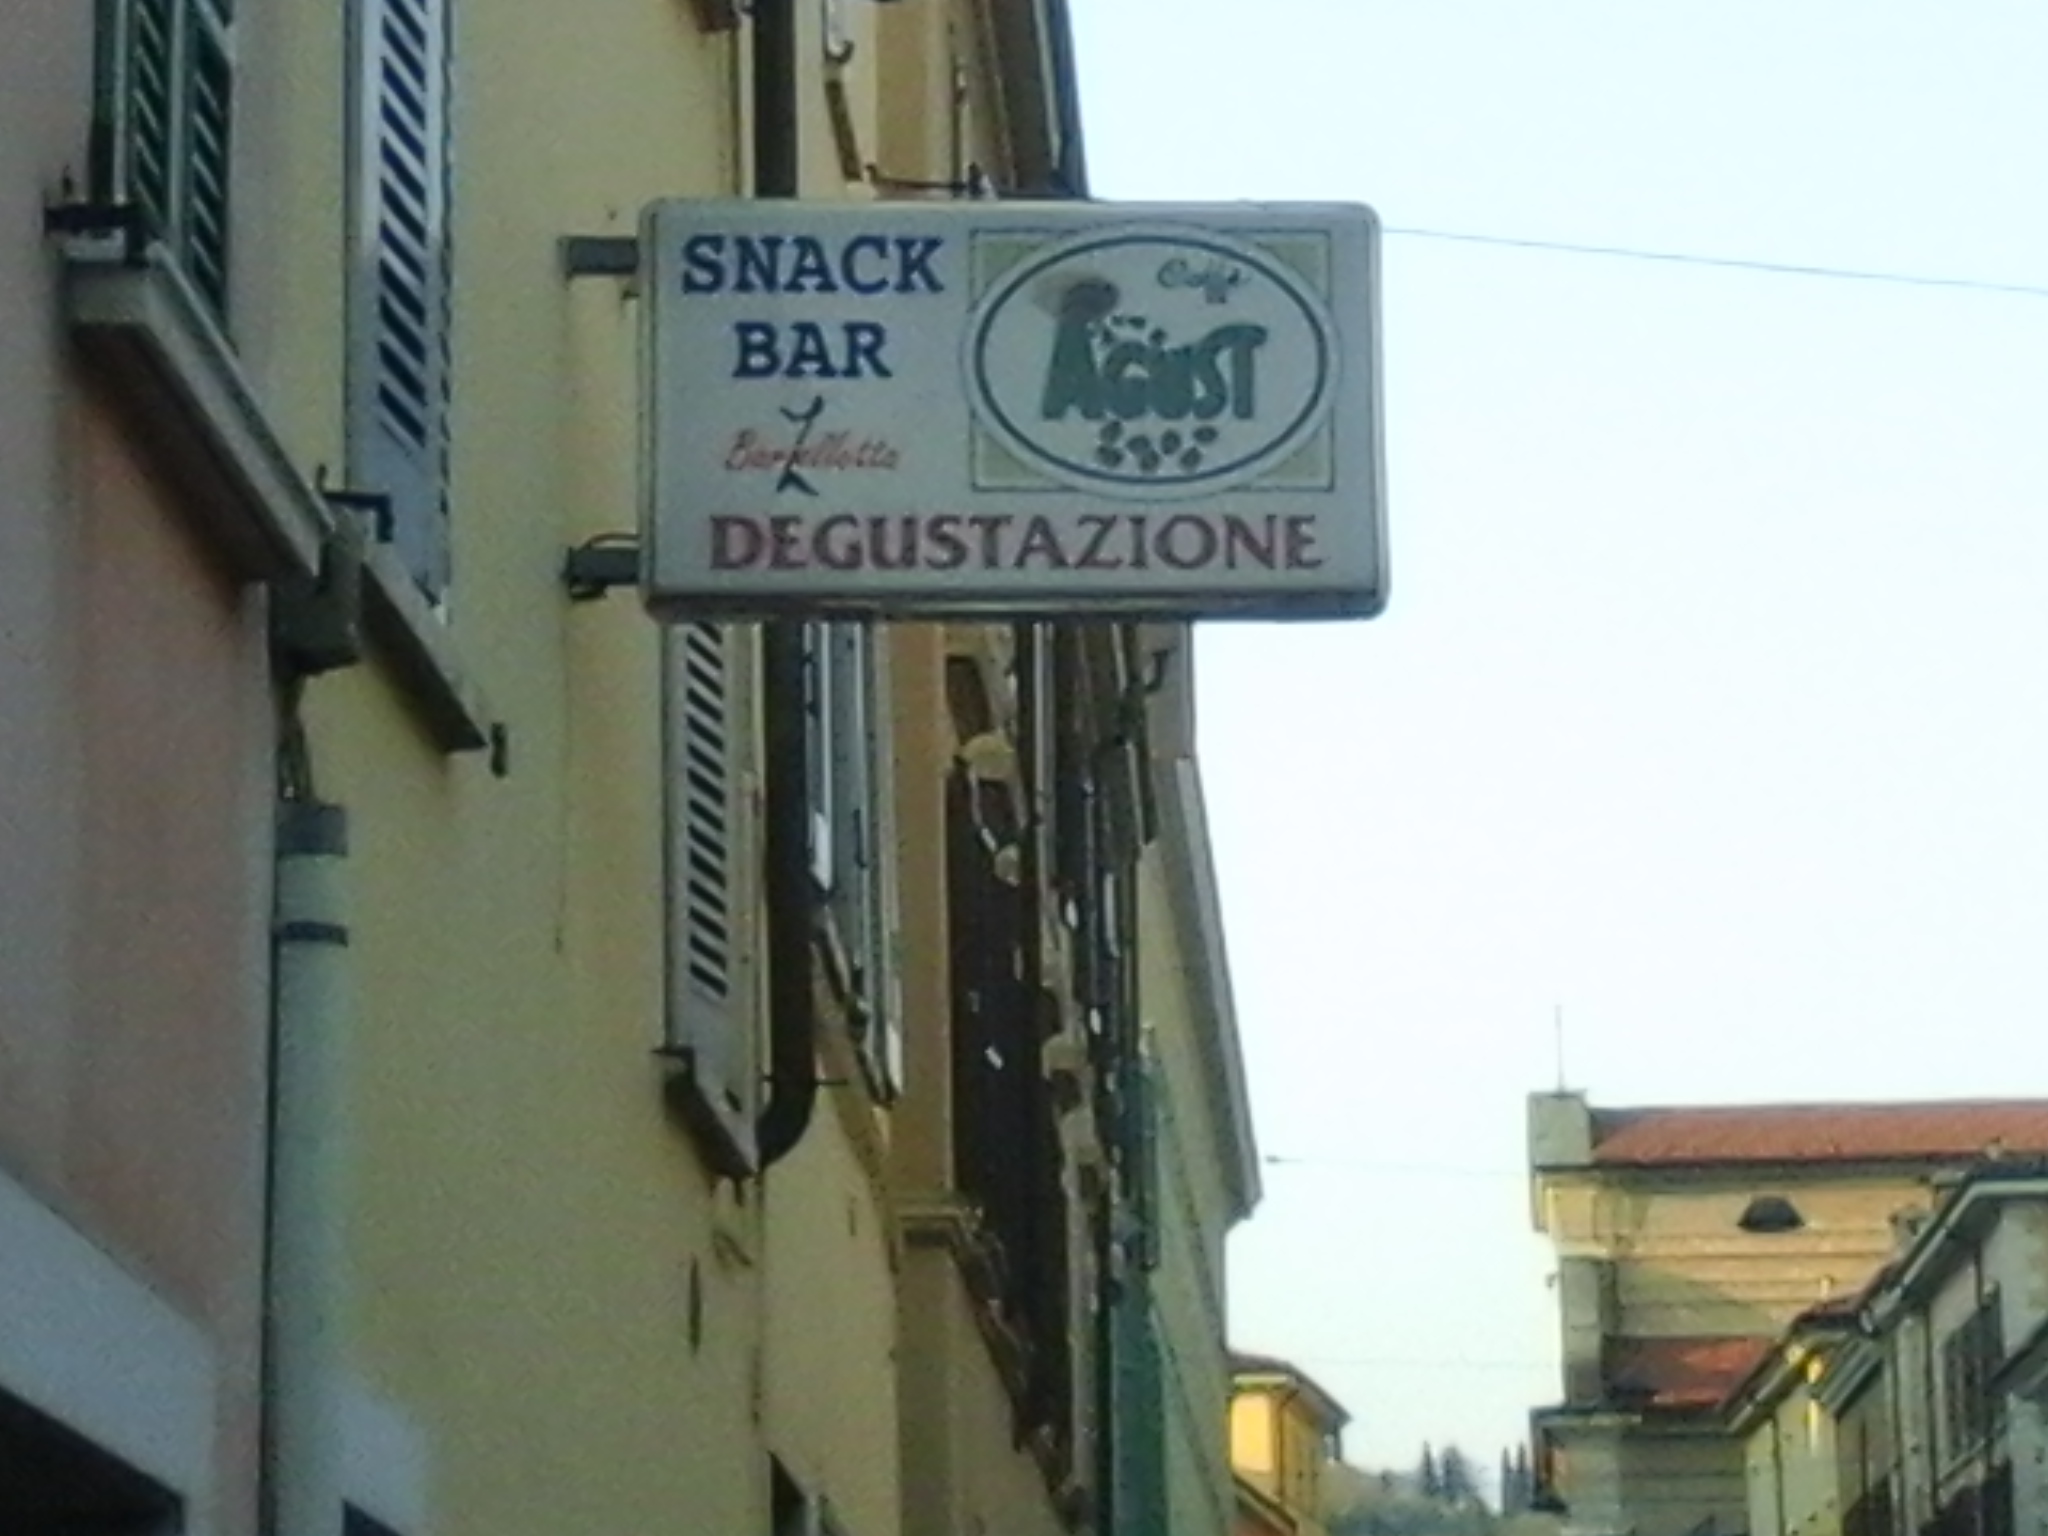 SNACK
BAR
Caffè
AGUST
DEGUSTAZIONE